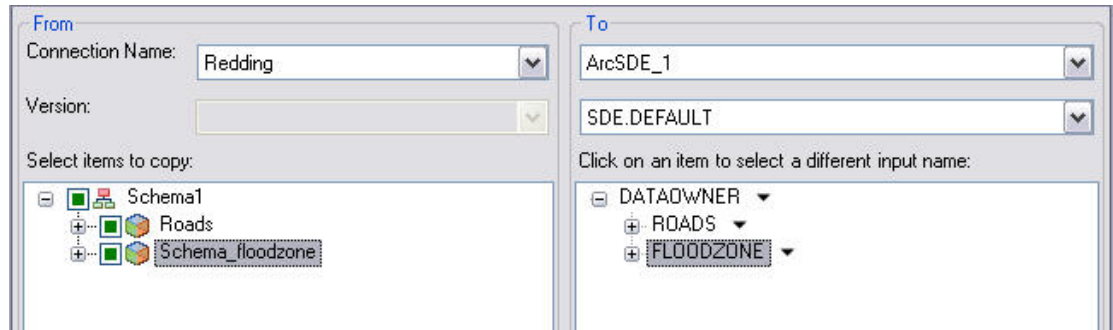 From
To
Connection Name:
Redding
ArcSDE_1
Version:
SDE.DEFAULT
Select items to copy:
Click on an item to select a different input name:
Schema1
DATAOWNER
Roads
ROADS
Schema_floodzone
FLOODZONE